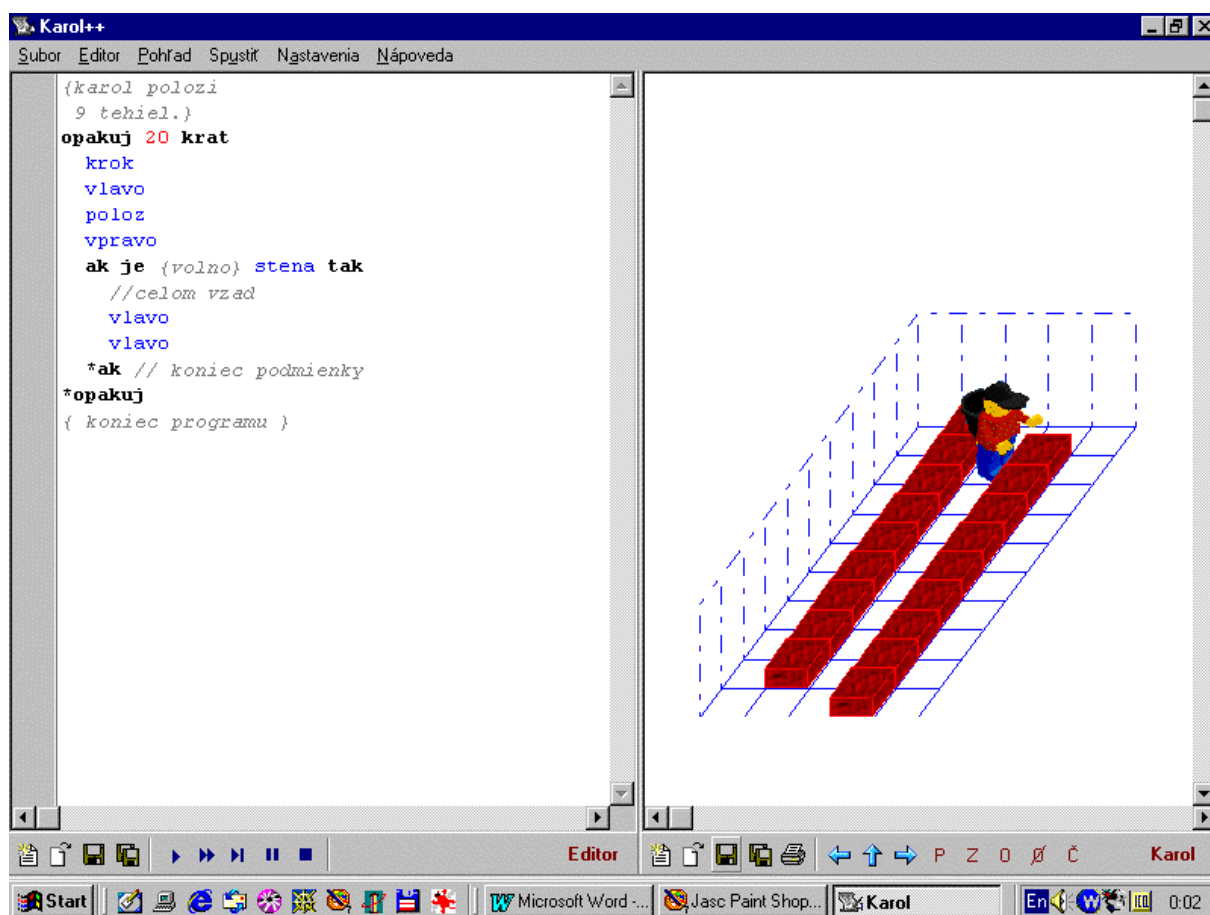 Karol++
Subor Editor Pohľad Spustiť Nastavenia Nápoveda
{karol polozi
9 tehiel.}
opakuj 20 krat
krok
vlavo
poloz
vpravo
ak je {volno} stena tak
//celom vzad
vlavo
vlavo
*ak // koniec podmienky
*opakuj
{ koniec programu }
Editor
P Z O Ø Č Karol
Start Microsoft Word -... Jasc Paint Shop... Karol En W 0:02